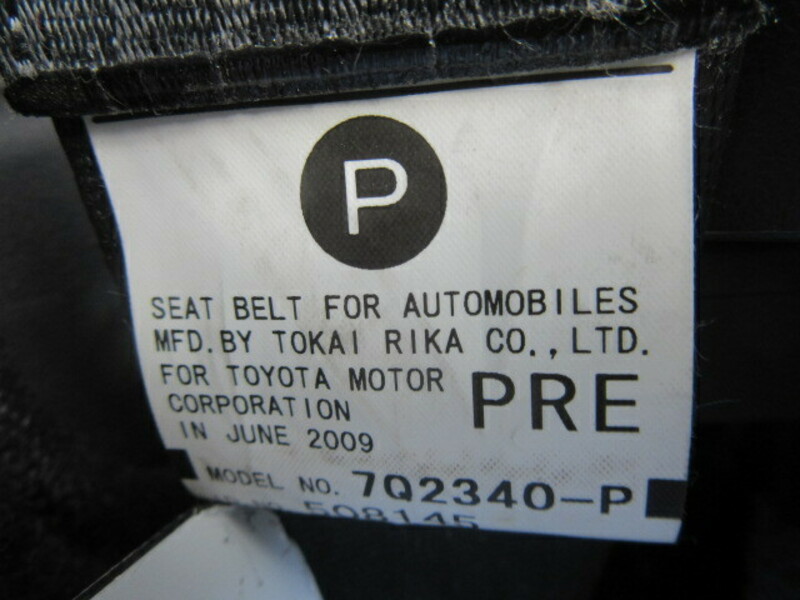 P
SEAT BELT FOR AUTOMOBILES
MFD. BY TOKAI RIKA CO., LTD.
FOR TOYOTA MOTOR
CORPORATION
PRE
IN JUNE 2009
MODEL NO. 7Q2340-P
508145